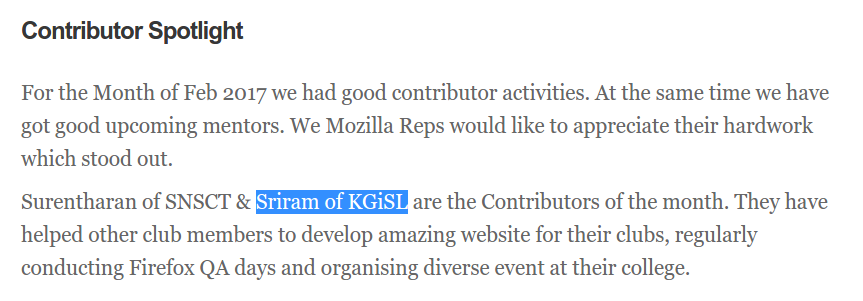 Contributor Spotlight
For the Month of Feb 2017 we had good contributor activities. At the same time we have
got good upcoming mentors. We Mozilla Reps would like to appreciate their hardwork
which stood out.
Surentharan of SNSCT & Sriram of KGiSL are the Contributors of the month. They have
helped other club members to develop amazing website for their clubs, regularly
conducting Firefox QA days and organising diverse event at their college.